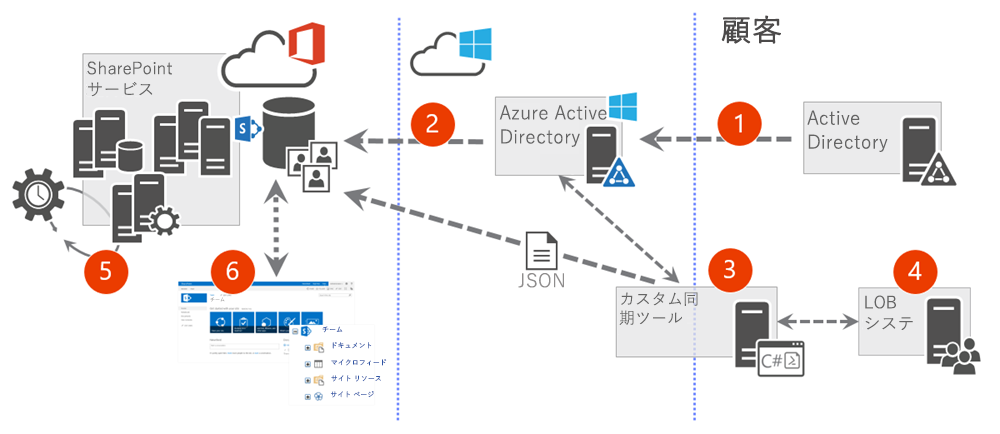 顧客
SharePoint
サービス
S
Azure Active
Directory
Active
Directory
1
2
3
4
5
6
JSON
カスタム同
期ツール
C#
LOB
システ
チーム
チーム
ドキュメント
マイクロフィード
サイト リソース
サイト ページ